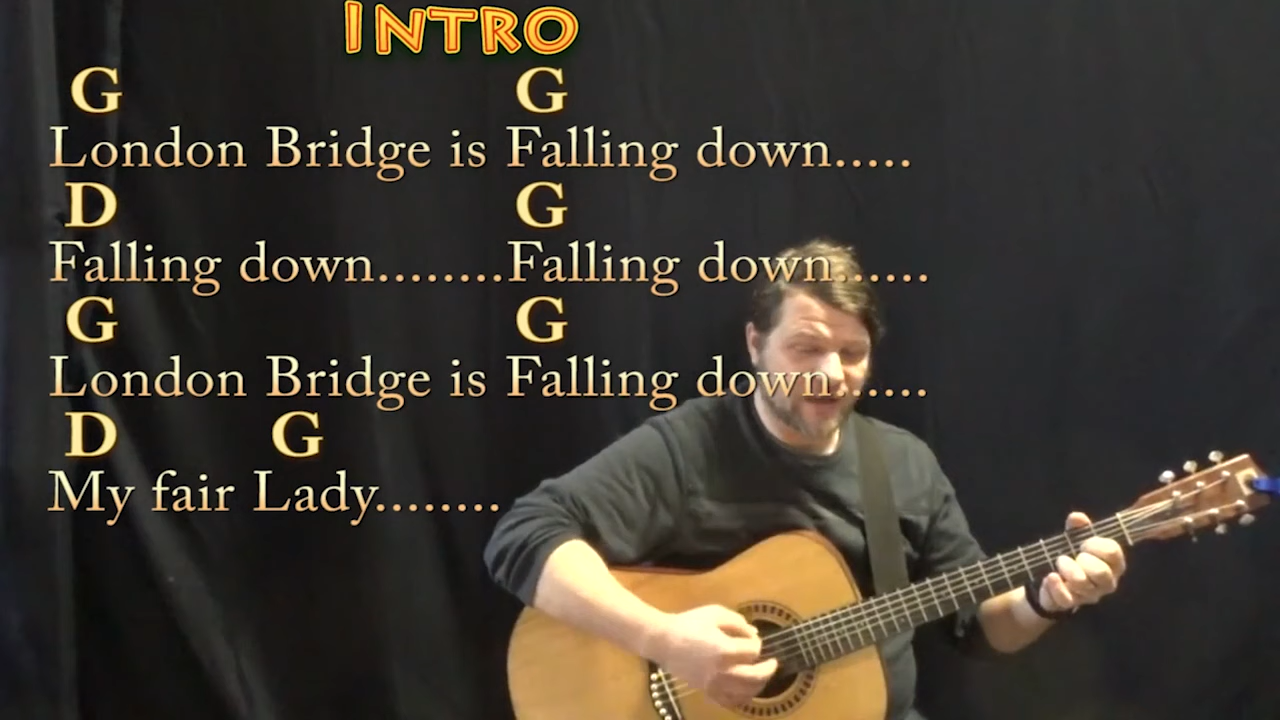 INTRO
G G
London Bridge is Falling down.....
D G
Falling down........Falling down......
G G
London Bridge is Falling down......
D G
My fair Lady........